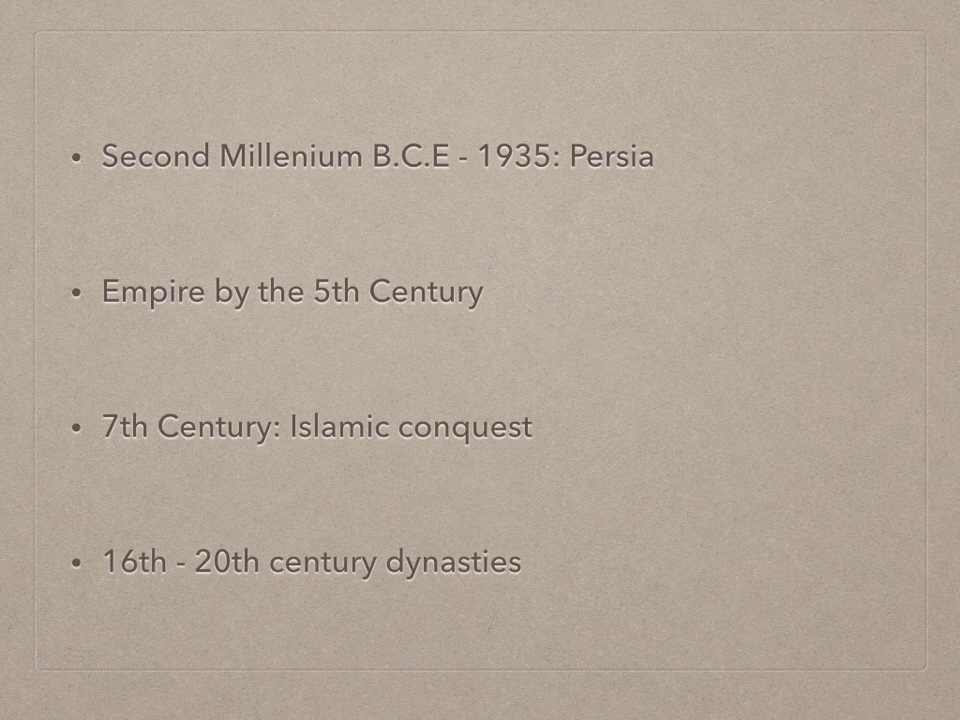 • Second Millenium B.C.E - 1935: Persia
• Empire by the 5th Century
• 7th Century: Islamic conquest
• 16th - 20th century dynasties